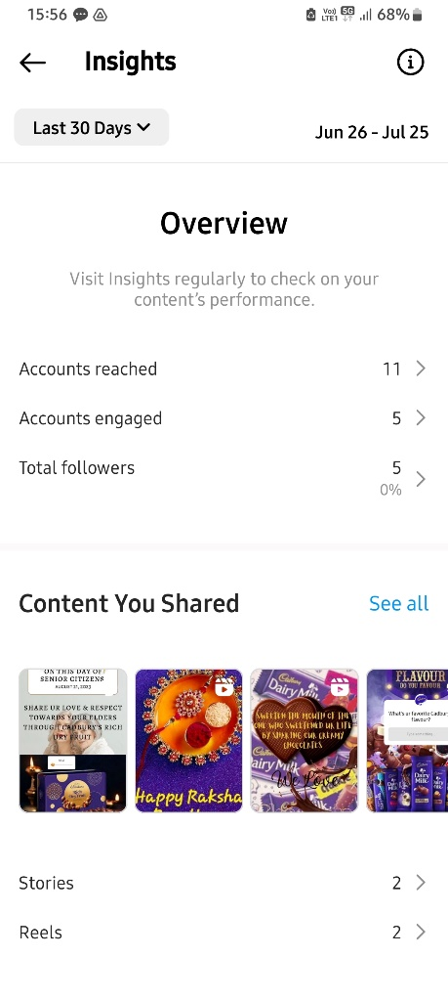 15:56
Vo) 5G
LTE1
68%
Insights
Last 30 Days
Jun 26 - Jul 25
Overview
Visit Insights regularly to check on your
content's performance.
Accounts reached 11
Accounts engaged 5
Total followers 5
0%
Content You Shared
See all
ON THIS DAY OF
SENIOR CITIZENS
AUGUST 21, 2023
SHARE UR LOVE & RESPECT
TOWARDS YOUR ELDERS
THROUGH CADBURY'S RICH
DRY FRUIT
Happy Raksha
Cadbury
Dairy Milk
SWEETEN THE MOUTH OF THE
ONE WHO SWEETENED UR LIFE
BY SHARING OUR CREAMY
CHOCOLATES
FLAVOUR
DO YOU FAVOUR
What's ur favorite Cadbur
flavour?
Dairy
Milk
Stories 2
Reels 2